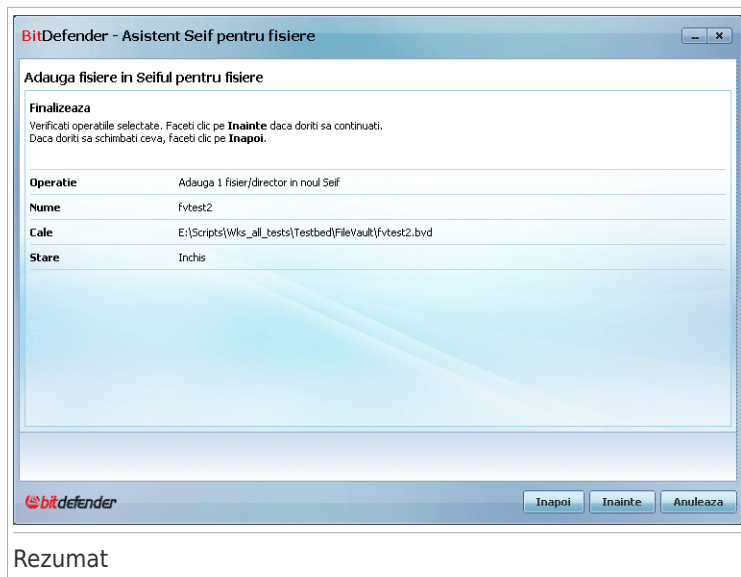 BitDefender - Asistent Seif pentru fisiere
Adauga fisiere in Seiful pentru fisiere
Finalizeaza
Verificati operatiile selectate. Faceti clic pe Inainte daca doriti sa continuati.
Daca doriti sa schimbati ceva, faceti clic pe Inapoi.
Operatie Adauga 1 fisier/director in noul Seif
Nume fvtest2
Cale E:\Scripts\Wks_all_tests\Testbed\FileVault\fvtest2.bvd
Stare Inchis
bitdefender Inapoi Inainte Anuleaza
Rezumat